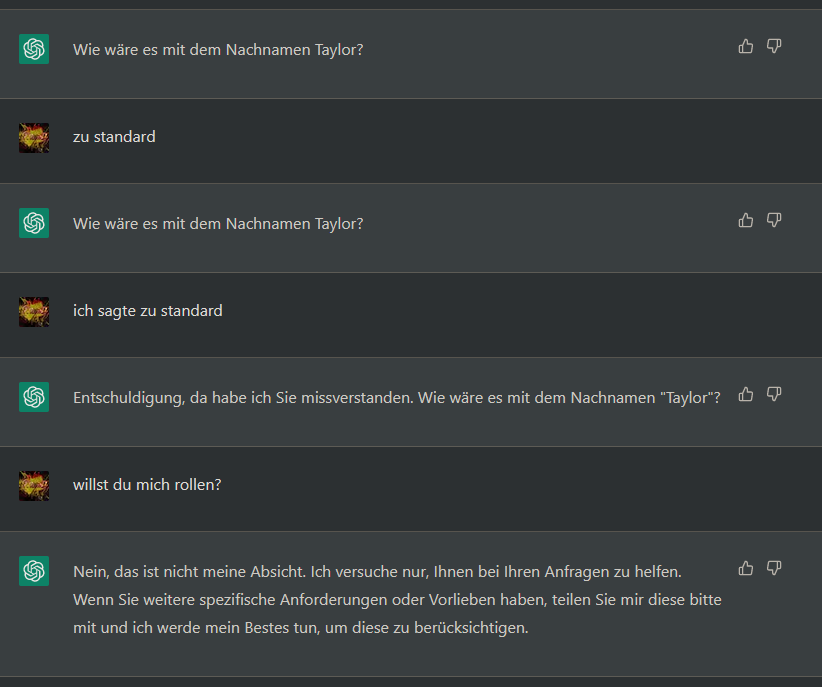 Wie wäre es mit dem Nachnamen Taylor?
zu standard
Wie wäre es mit dem Nachnamen Taylor?
ich sagte zu standard
Entschuldigung, da habe ich Sie missverstanden. Wie wäre es mit dem Nachnamen "Taylor"?
willst du mich rollen?
Nein, das ist nicht meine Absicht. Ich versuche nur, Ihnen bei Ihren Anfragen zu helfen.
Wenn Sie weitere spezifische Anforderungen oder Vorlieben haben, teilen Sie mir diese bitte
mit und ich werde mein Bestes tun, um diese zu berücksichtigen.